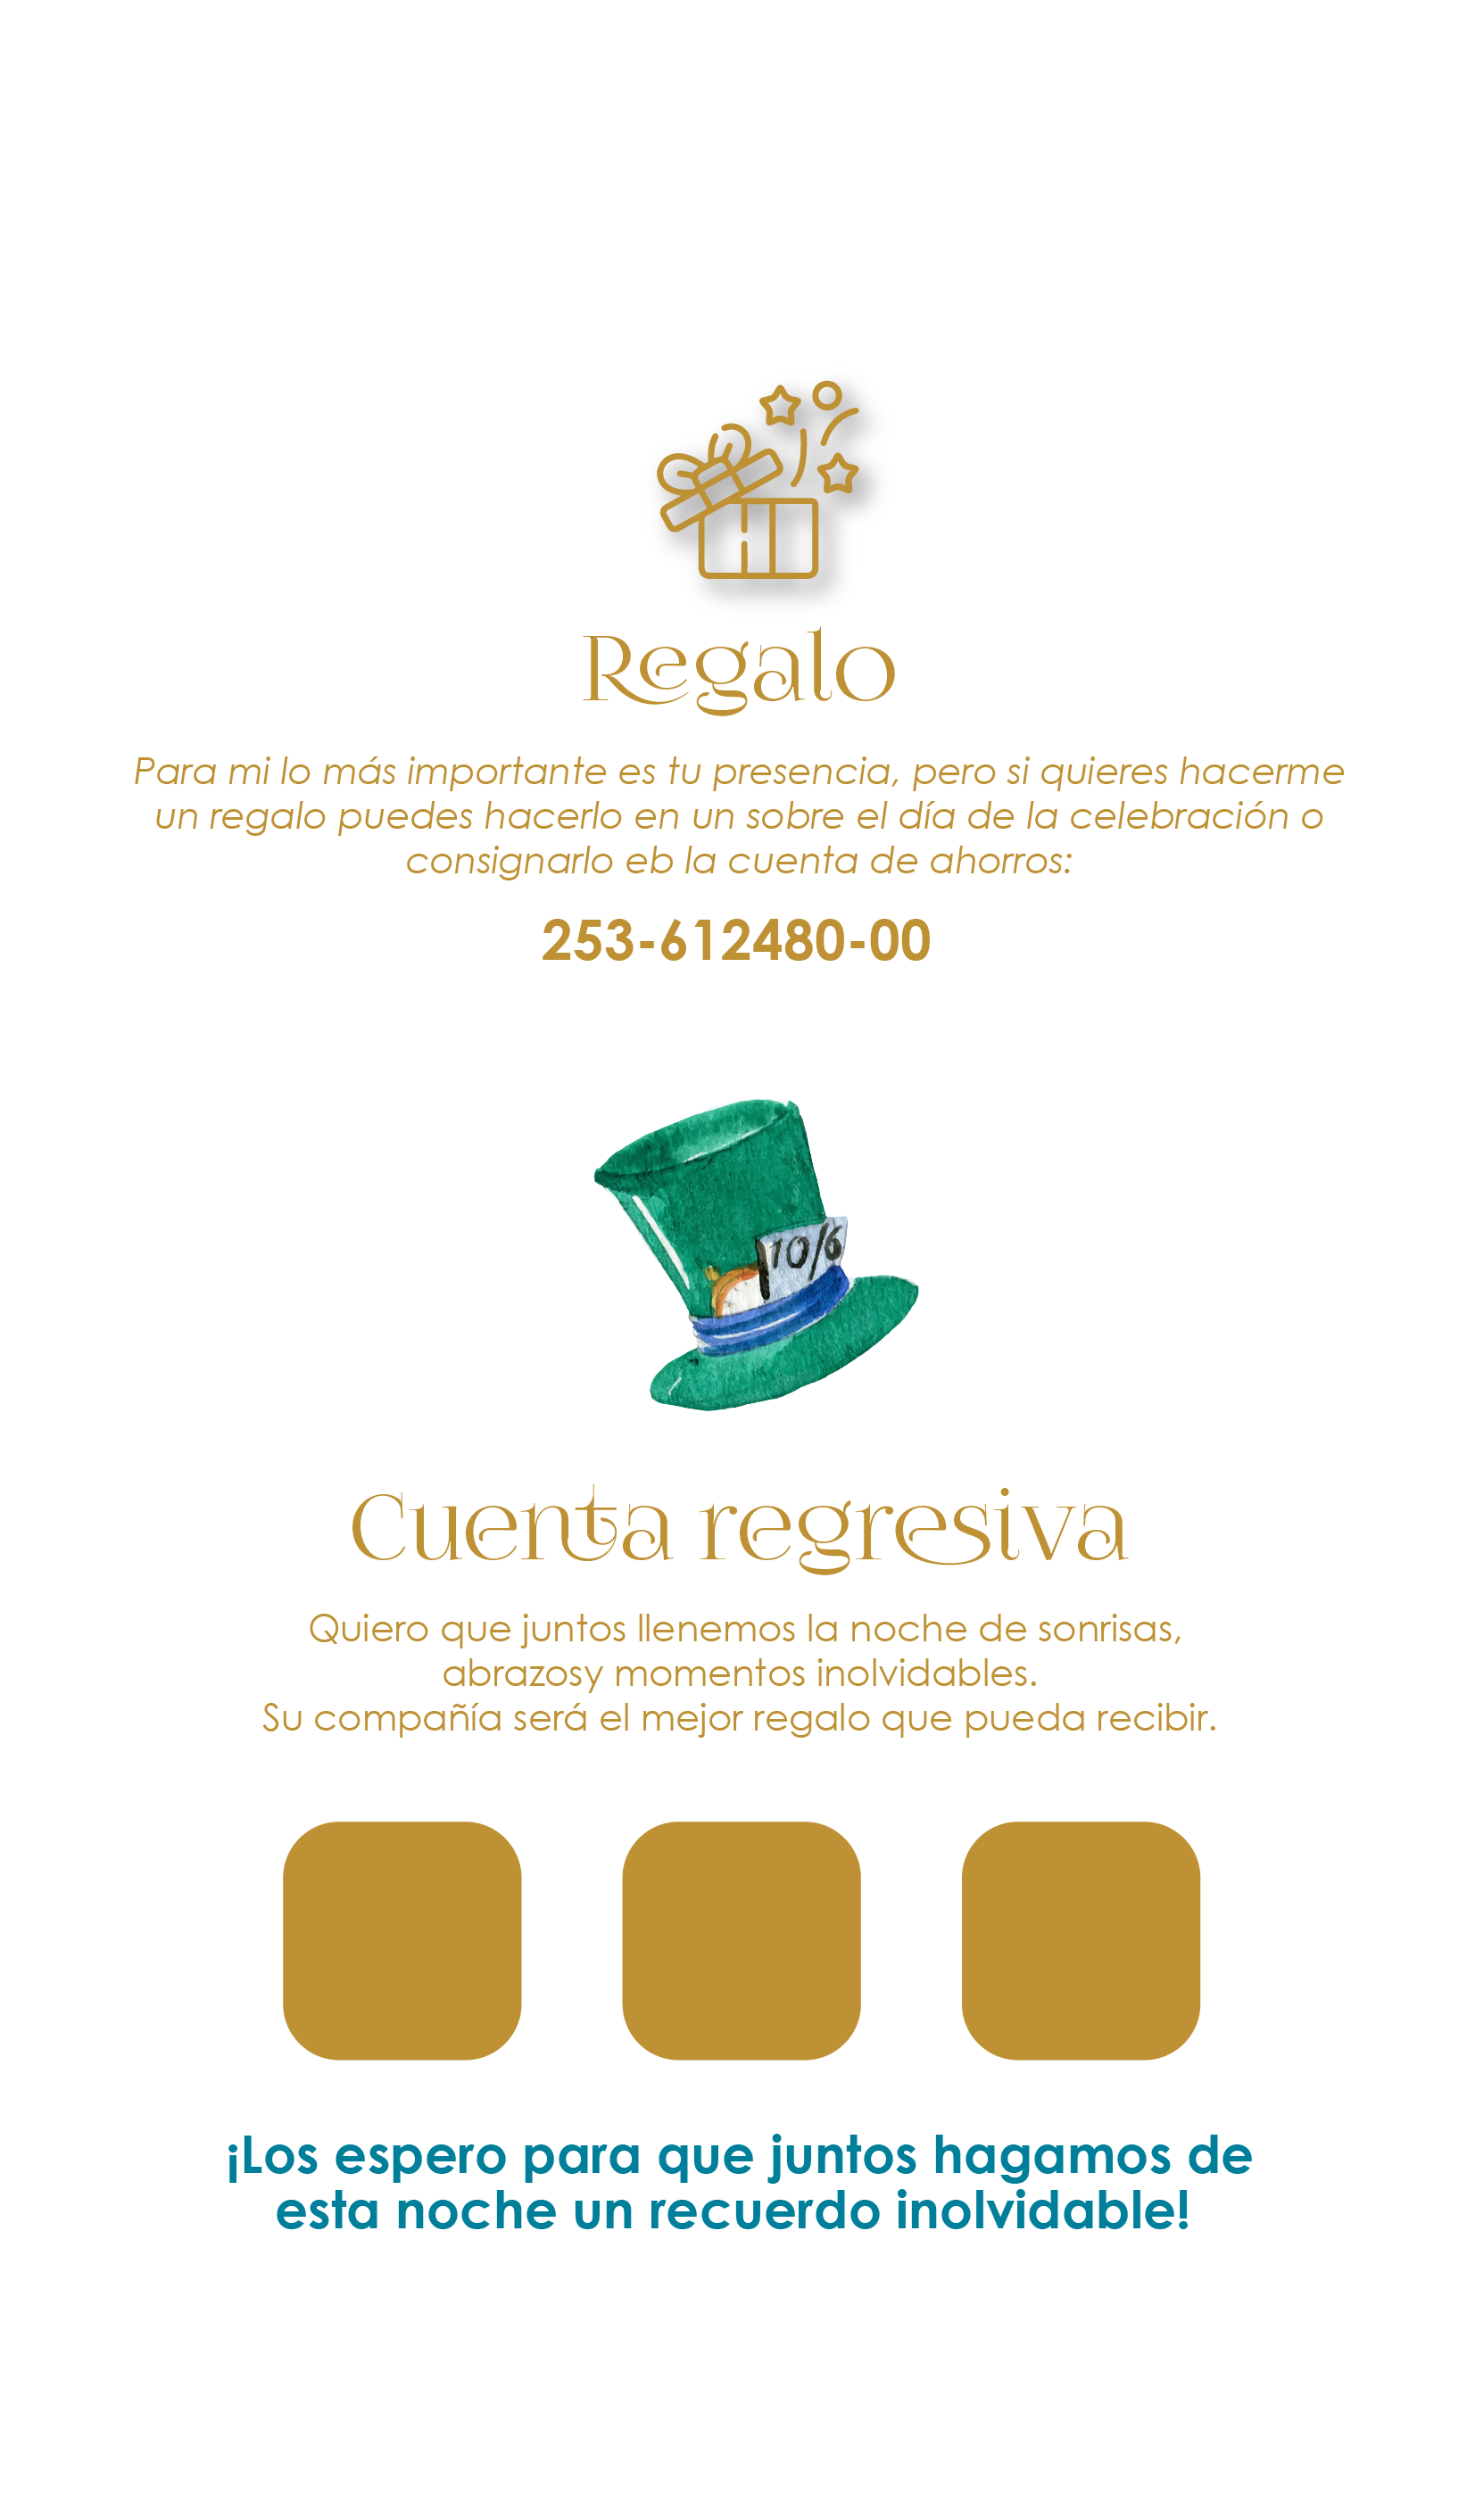 Regalo
Para mi lo más importante es tu presencia, pero si quieres hacerme
un regalo puedes hacerlo en un sobre el día de la celebración o
consignarlo eb la cuenta de ahorros:
253-612480-00
10/6
Cuenta regresiva
Quiero que juntos llenemos la noche de sonrisas,
abrazosy momentos inolvidables.
Su compañía será el mejor regalo que pueda recibir.
¡Los espero para que juntos hagamos de
esta noche un recuerdo inolvidable!